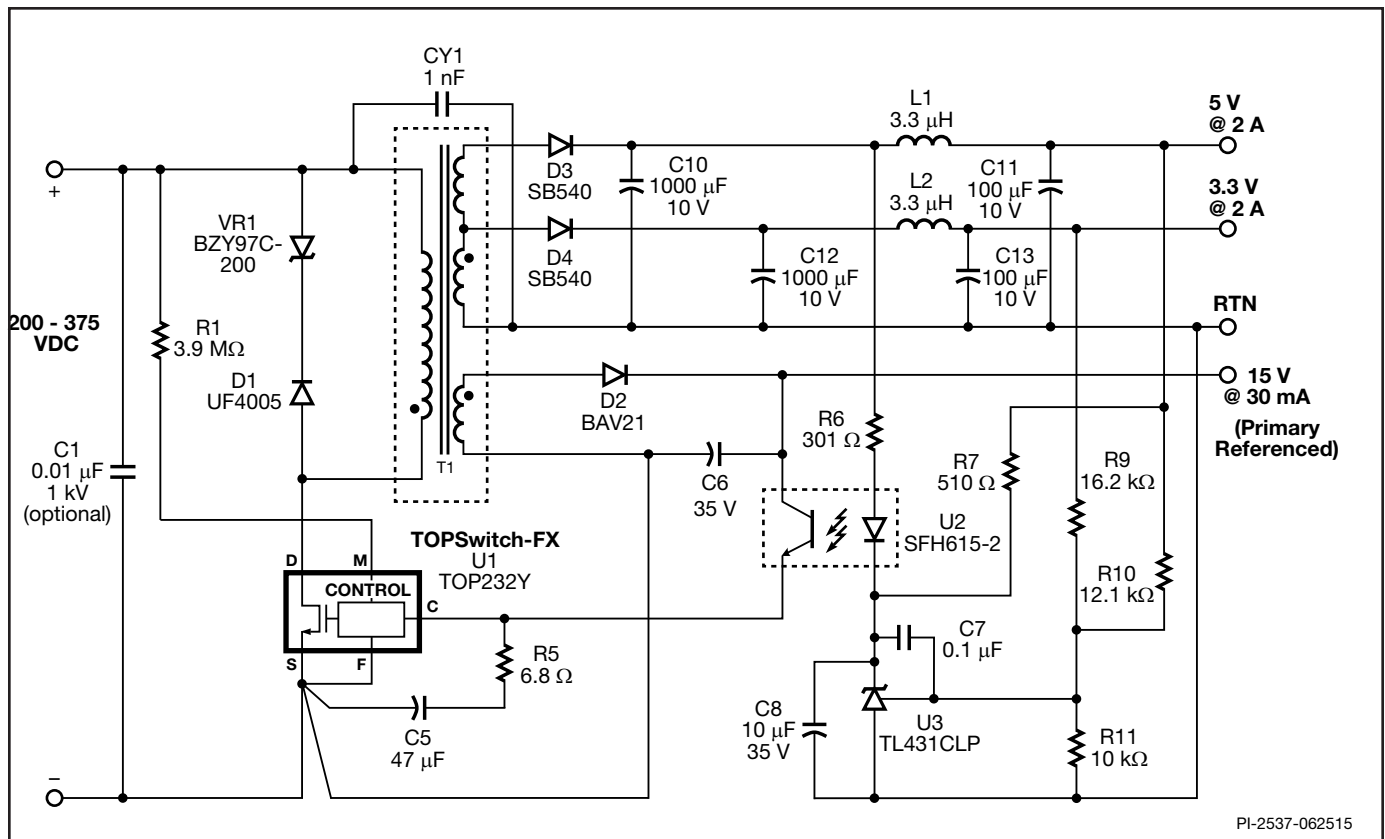 CY1
1 nF
5 V
@ 2 A
L1
3.3 μH
D3
SB540
C10
1000 μF
10 V
L2
3.3 μH
C11
100 μF
10 V
3.3 V
@ 2 A
+
VR1
BZY97C-
200
D4
SB540
C12
1000 μF
10 V
C13
100 μF
10 V
RTN
200 - 375
VDC
R1
3.9 MΩ
D1
UF4005
D2
BAV21
15 V
@ 30 mA
(Primary
Referenced)
R6
301 Ω
T1
C1
0.01 μF
1 kV
(optional)
C6
35 V
R7
510 Ω
R9
16.2 kΩ
U2
SFH615-2
TOPSwitch-FX
U1
TOP232Y
D
M
CONTROL
C
S
F
R10
12.1 kΩ
R5
6.8 Ω
C7
0.1 μF
C5
47 μF
C8
10 μF
35 V
U3
TL431CLP
R11
10 kΩ
−
PI-2537-062515